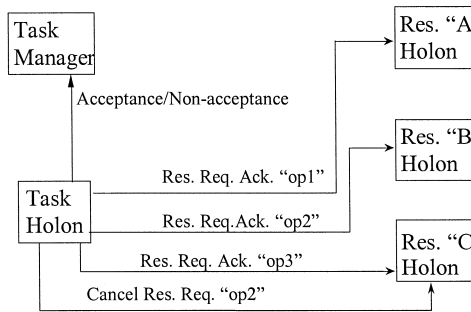 Task
Manager
Res. “A
Holon
Acceptance/Non-acceptance
Res. “B
Holon
Res. Req. Ack. “op1”
Task
Holon
Res. Req.Ack. “op2”
Res. “C
Holon
Res. Req. Ack. “op3”
Cancel Res. Req. “op2”